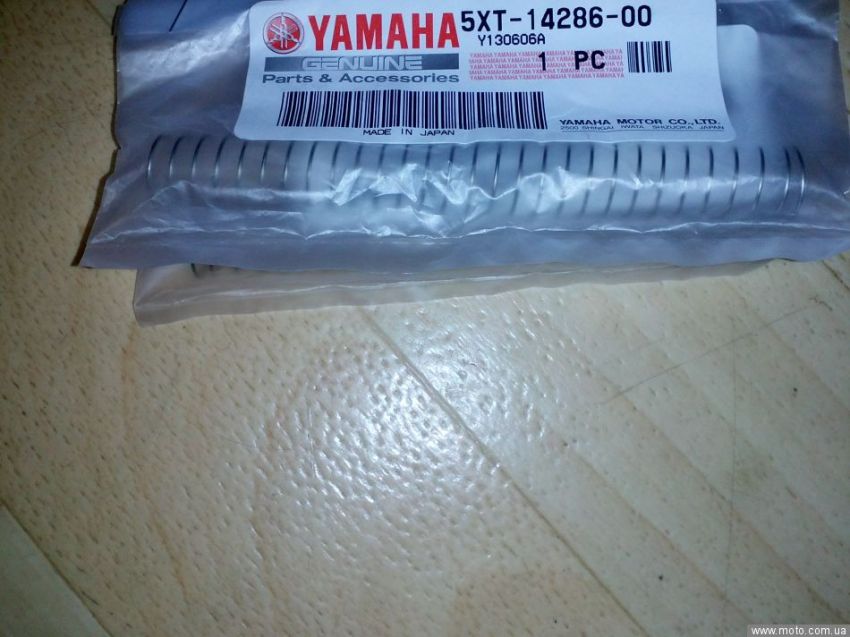 YAMAHA 5XT-14286-00
Y130606A
GENUINE
Parts & Accessories
1 PC
MADE IN JAPAN
YAMAHA MOTOR CO.,LTD.
2500 SHINGAI IWATA SHIZUOKA JAPAN
www.moto.com.ua